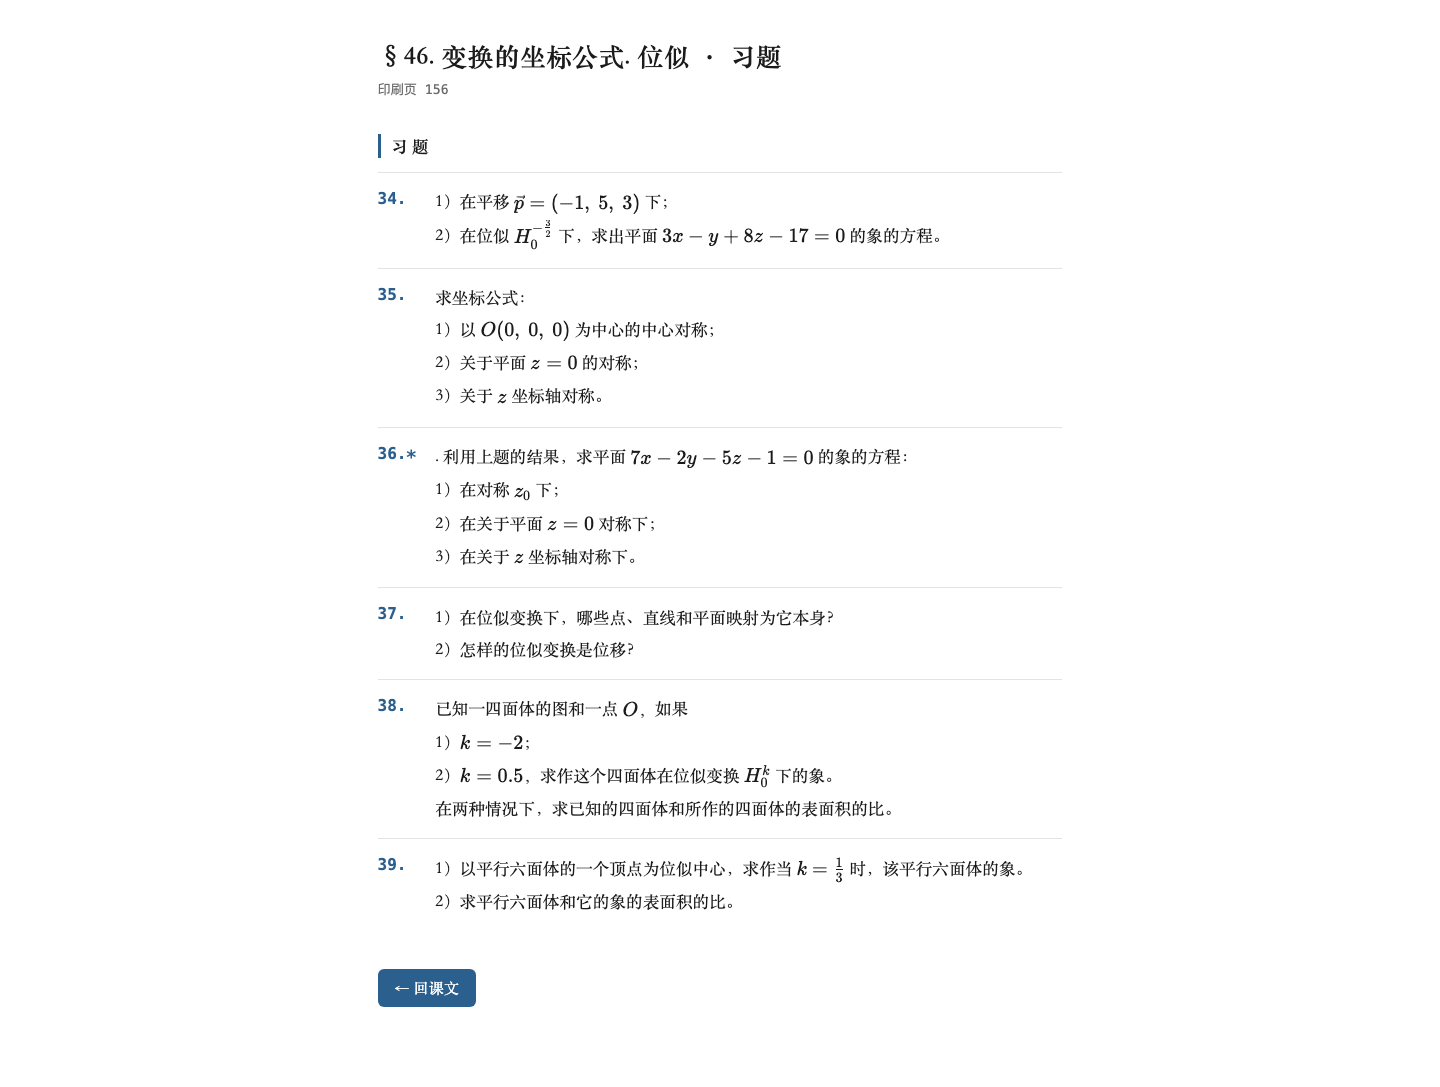 § 46. 变换的坐标公式. 位似 · 习题
印刷页 156
习 题
34. 1）在平移 $\vec{p} = (-1, 5, 3)$ 下；
2）在位似 $H_0^{-\frac{3}{2}}$ 下，求出平面 $3x - y + 8z - 17 = 0$ 的象的方程。
35. 求坐标公式：
1）以 $O(0, 0, 0)$ 为中心的中心对称；
2）关于平面 $z = 0$ 的对称；
3）关于 $z$ 坐标轴对称。
36.* . 利用上题的结果，求平面 $7x - 2y - 5z - 1 = 0$ 的象的方程：
1）在对称 $z_0$ 下；
2）在关于平面 $z = 0$ 对称下；
3）在关于 $z$ 坐标轴对称下。
37. 1）在位似变换下，哪些点、直线和平面映射为它本身？
2）怎样的位似变换是位移？
38. 已知一四面体的图和一点 $O$，如果
1）$k = -2$；
2）$k = 0.5$，求作这个四面体在位似变换 $H_0^k$ 下的象。
在两种情况下，求已知的四面体和所作的四面体的表面积的比。
39. 1）以平行六面体的一个顶点为位似中心，求作当 $k = \frac{1}{3}$ 时，该平行六面体的象。
2）求平行六面体和它的象的表面积的比。
← 回课文